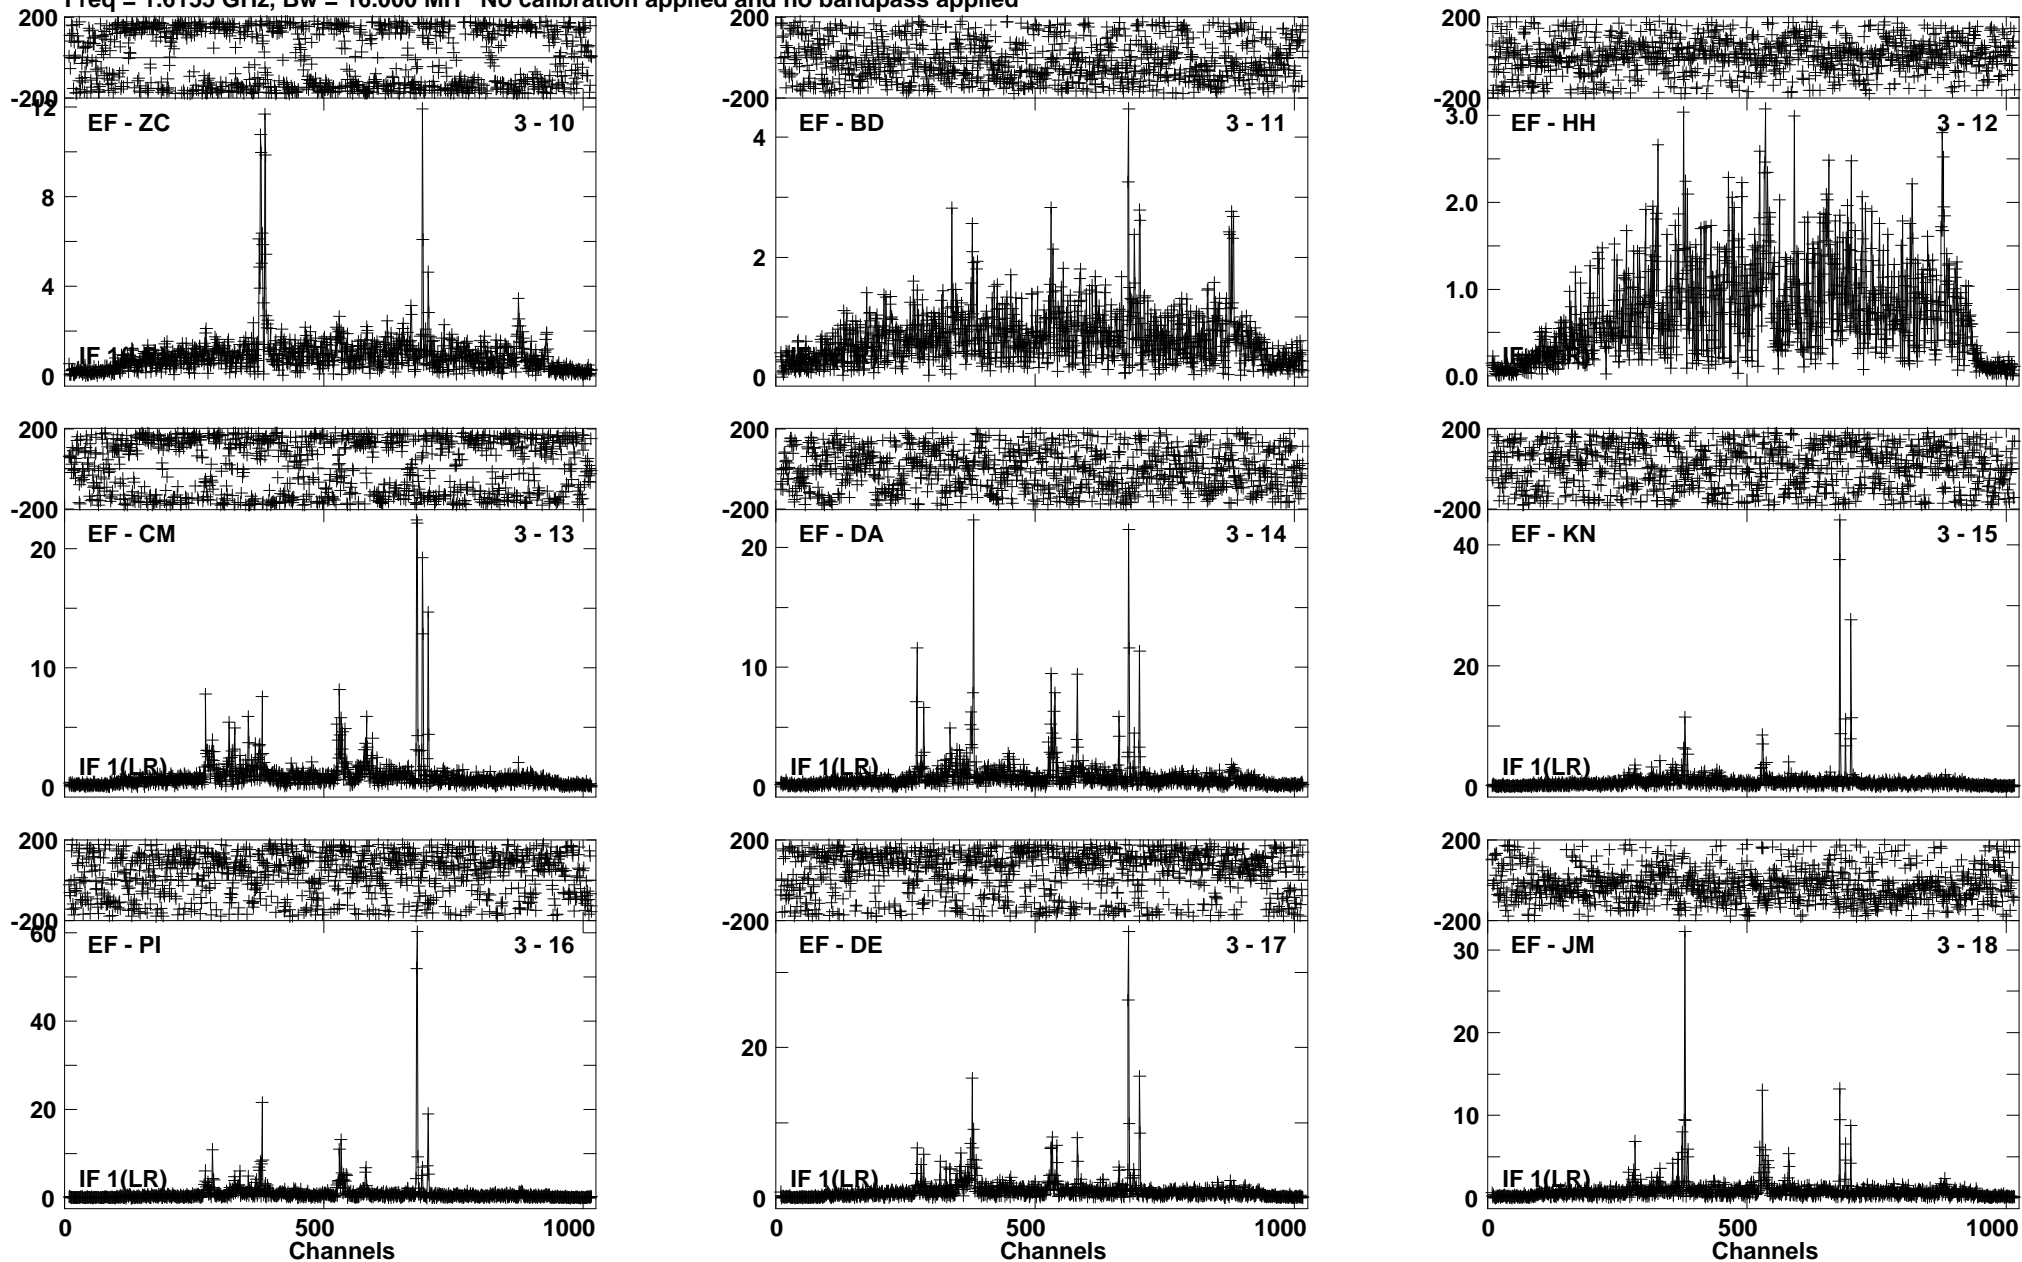 Freq = 1.6155 GHz, Bw = 16.000 MH No calibration applied and no bandpass applied
200
-200
12
8
4
0
EF - ZC
3 - 10
IF 1
200
-200
4
2
0
EF - BD
3 - 11
200
-200
3.0
2.0
1.0
0.0
EF - HH
3 - 12
200
-200
20
10
0
EF - CM
3 - 13
IF 1(LR)
200
-200
20
10
0
EF - DA
3 - 14
IF 1(LR)
200
-200
40
20
0
EF - KN
3 - 15
IF 1(LR)
200
-200
60
40
20
0
EF - PI
3 - 16
IF 1(LR)
0
500
1000
Channels
200
-200
20
0
EF - DE
3 - 17
IF 1(LR)
0
500
1000
Channels
200
-200
30
20
10
0
EF - JM
3 - 18
IF 1(LR)
0
500
1000
Channels